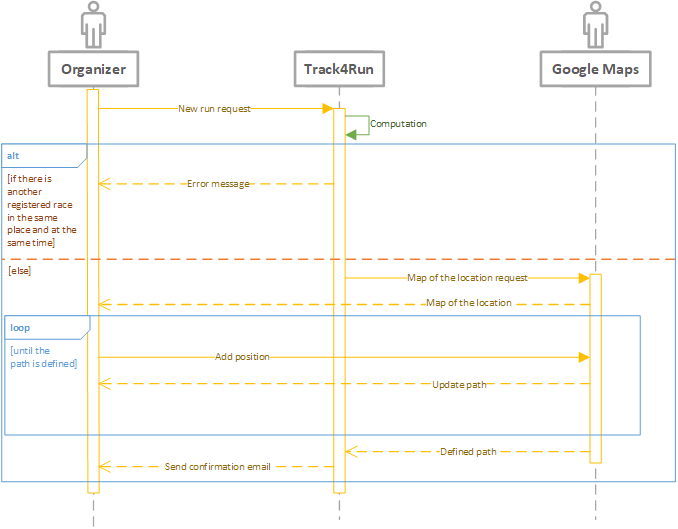 Organizer
Track4Run
Google Maps
New run request
Computation
alt
[if there is
another
registered race
in the same
place and at the
same time]
Error message
[else]
Map of the location request
Map of the location
loop
[until the
path is defined]
Add position
Update path
Defined path
Send confirmation email